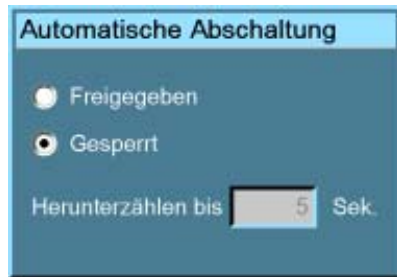 Automatische Abschaltung
Freigegeben
Gesperrt
Herunterzählen bis 5 Sek.